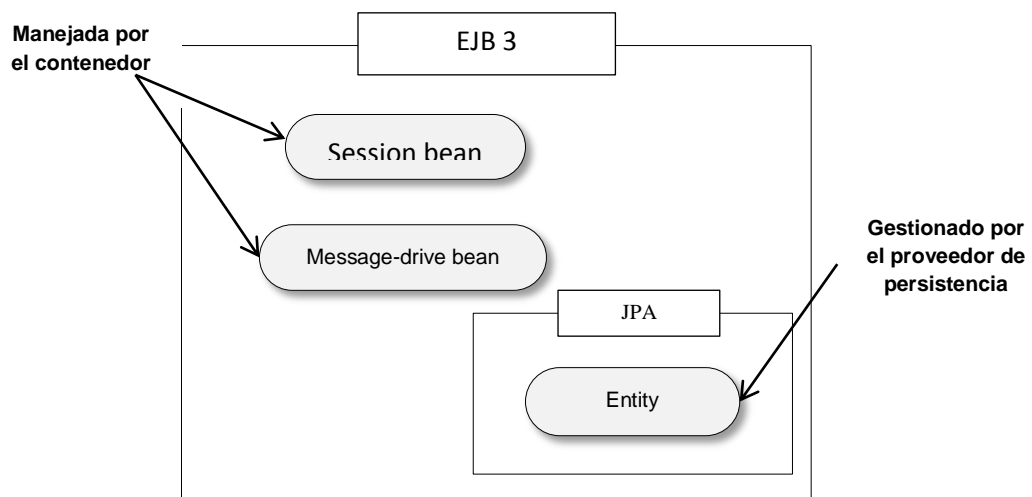 Manejada por
el contenedor
EJB 3
Session bean
Message-drive bean
Gestionado por
el proveedor de
persistencia
JPA
Entity